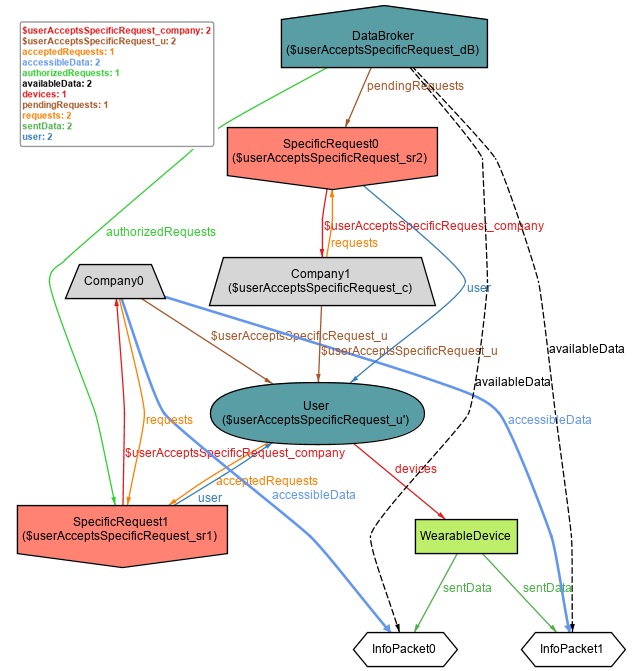 $userAcceptsSpecificRequest_company: 2
$userAcceptsSpecificRequest_u: 2
acceptedRequests: 1
accessibleData: 2
authorizedRequests: 1
availableData: 2
devices: 1
pendingRequests: 1
requests: 2
sentData: 2
user: 2
DataBroker
($userAcceptsSpecificRequest_dB)
pendingRequests
SpecificRequest0
($userAcceptsSpecificRequest_sr2)
authorizedRequests
$userAcceptsSpecificRequest_company
requests
Company0
Company1
($userAcceptsSpecificRequest_c)
user
$userAcceptsSpecificRequest_u
$userAcceptsSpecificRequest_u
availableData
availableData
User
($userAcceptsSpecificRequest_u')
requests
accessibleData
$userAcceptsSpecificRequest_company
devices
acceptedRequests
user
accessibleData
SpecificRequest1
($userAcceptsSpecificRequest_sr1)
WearableDevice
sentData
sentData
InfoPacket0
InfoPacket1